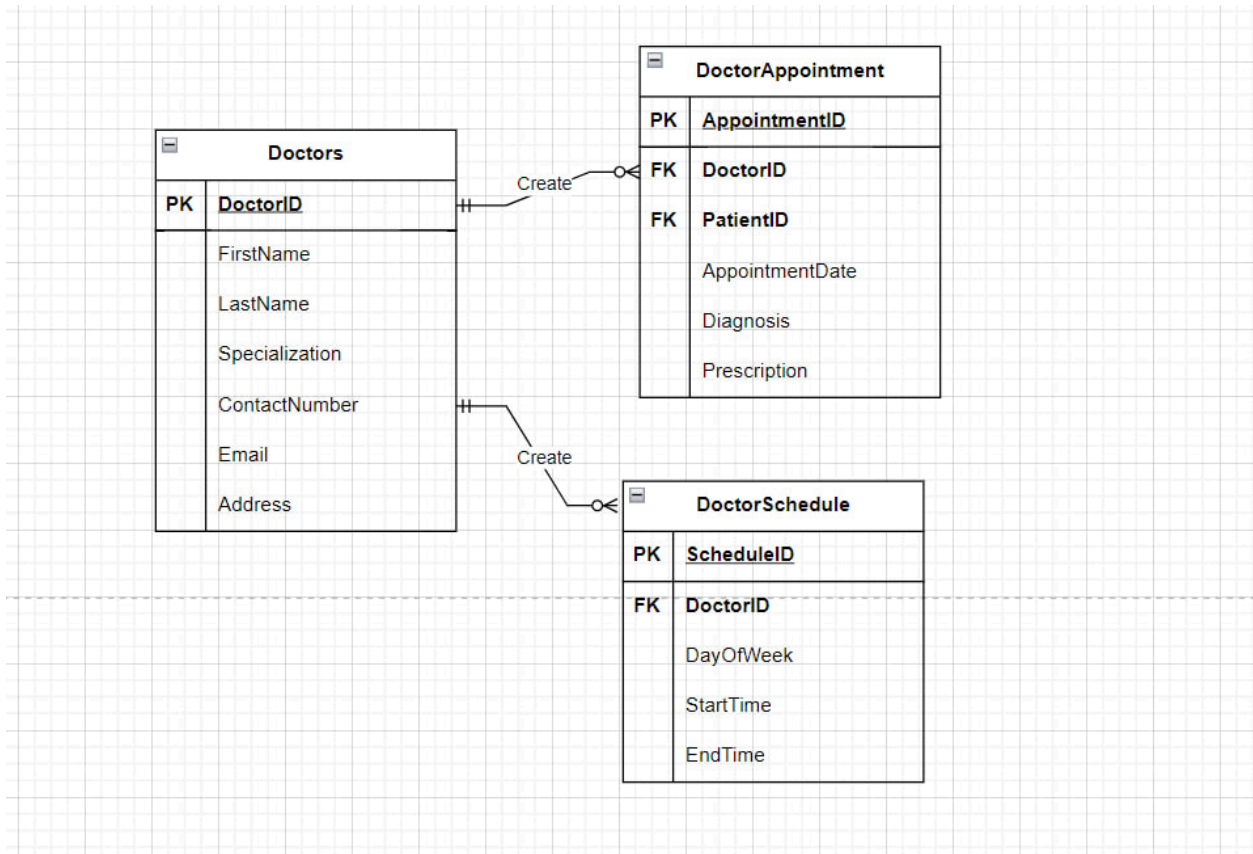 Doctors
PK DoctorID
FirstName
LastName
Specialization
ContactNumber
Email
Address
Create
Create
DoctorAppointment
PK AppointmentID
FK DoctorID
FK PatientID
AppointmentDate
Diagnosis
Prescription
DoctorSchedule
PK ScheduleID
FK DoctorID
DayOfWeek
StartTime
EndTime